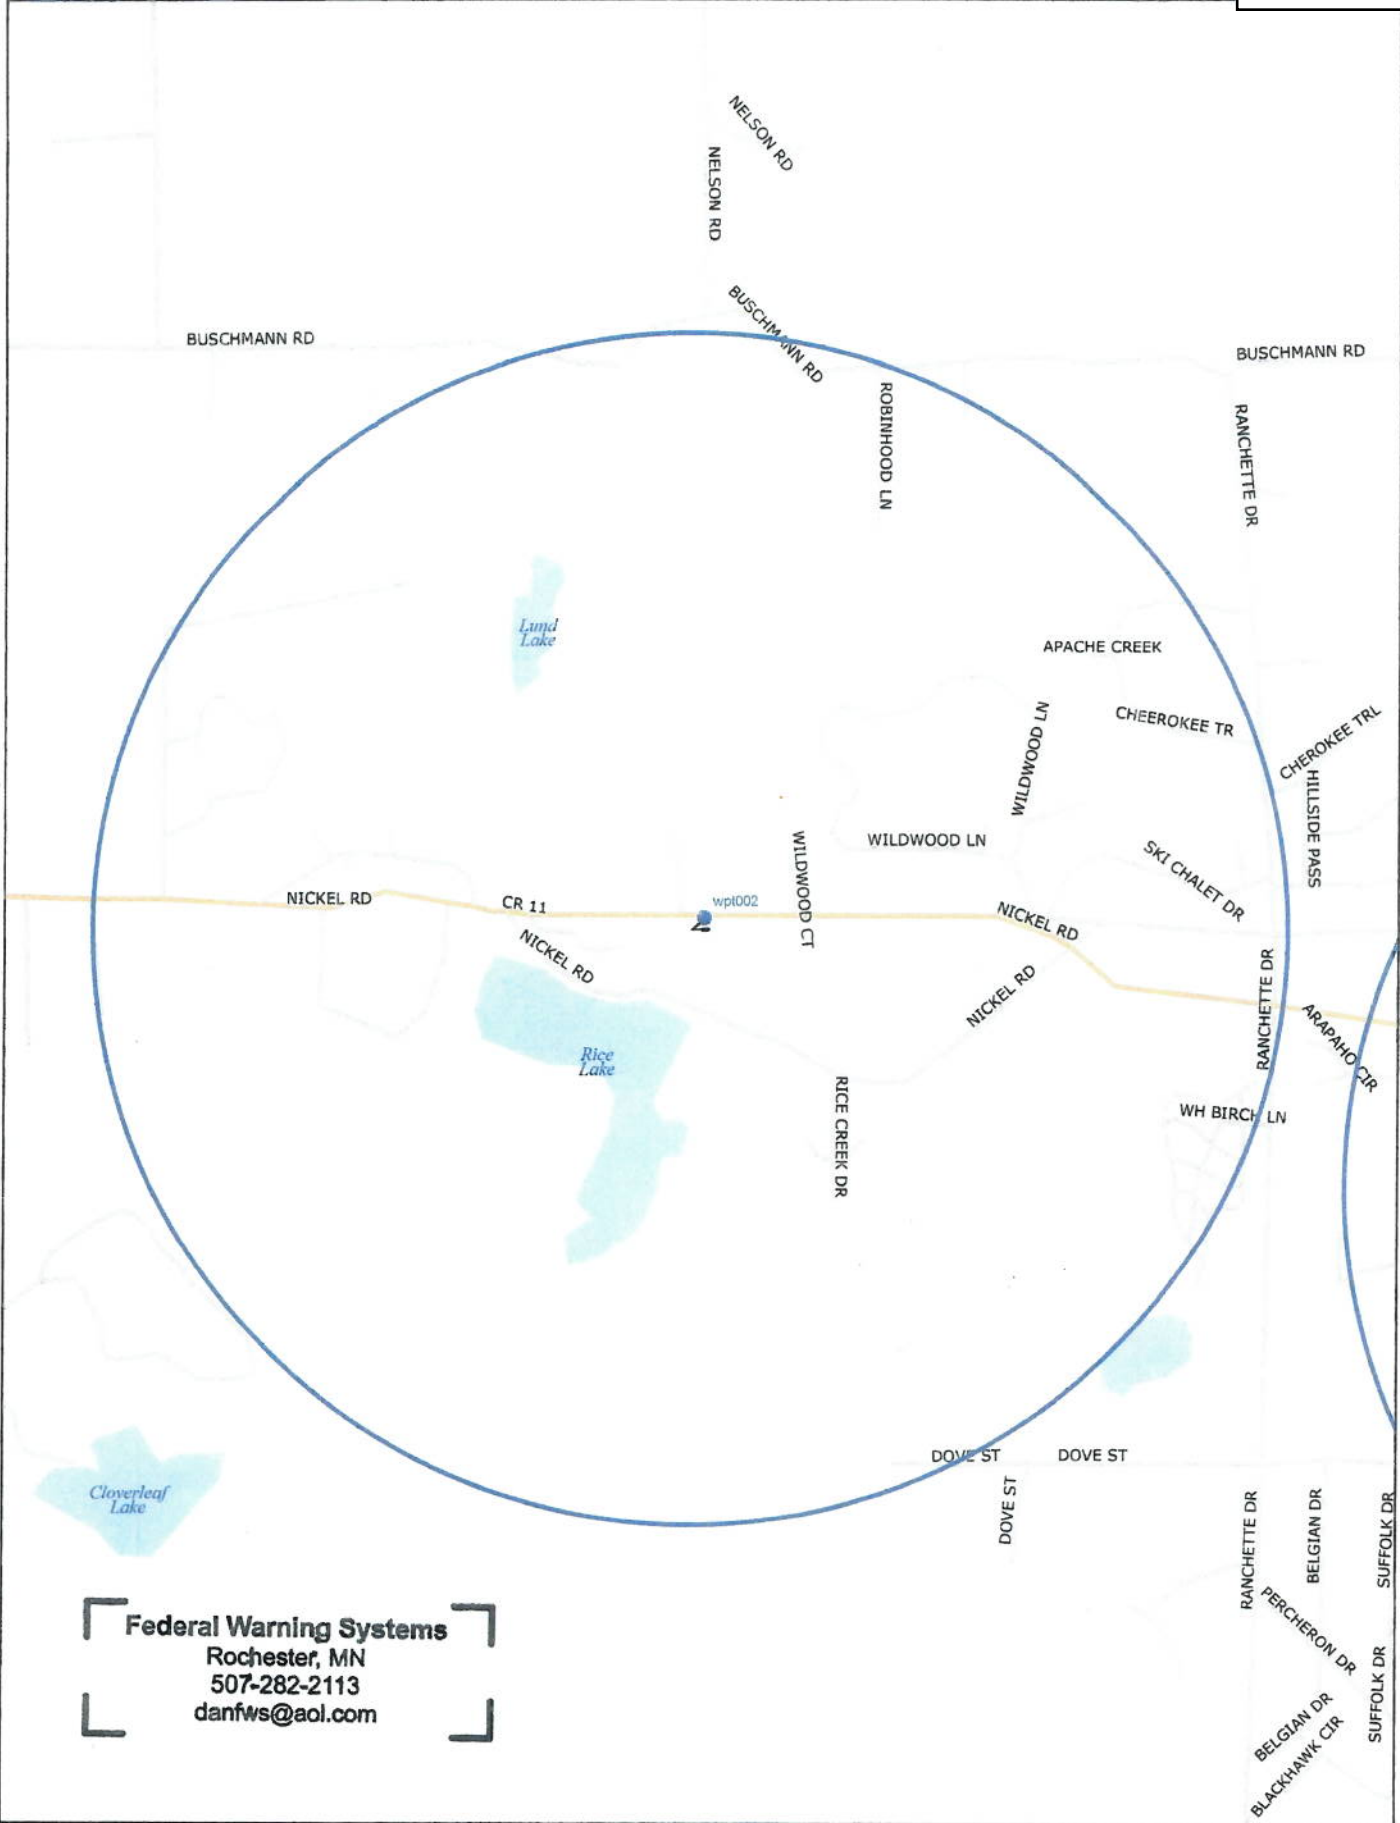 NELSON RD
NELSON RD
BUSCHMANN RD
BUSCHMANN RD
BUSCHMANN RD
ROBINHOOD LN
RANCHETTE DR
Lund
Lake
APACHE CREEK
CHEEROKEE TR
WILDWOOD LN
CHEROKEE TRL
HILLSIDE PASS
WILDWOOD LN
WILDWOOD CT
SKI CHALET DR
NICKEL RD
CR 11
wpt002
NICKEL RD
NICKEL RD
NICKEL RD
RANCHETTE DR
ARAPAHO CIR
Rice
Lake
RICE CREEK DR
WH BIRCH LN
DOVE ST
DOVE ST
DOVE ST
Cloverleaf
Lake
RANCHETTE DR
BELGIAN DR
SUFFOLK DR
PERCHERON DR
SUFFOLK DR
BELGIAN DR
BLACKHAWK CIR
Federal Warning Systems
Rochester, MN
507-282-2113
danfws@aol.com